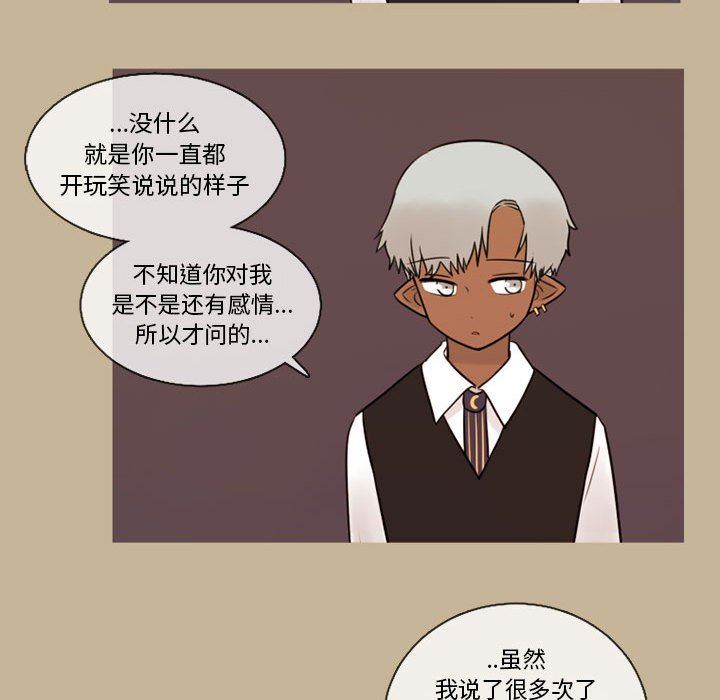 ...没什么
就是你一直都
开玩笑说说的样子
不知道你对我
是不是还有感情...
所以才问的...
..虽然
我说了很多次了